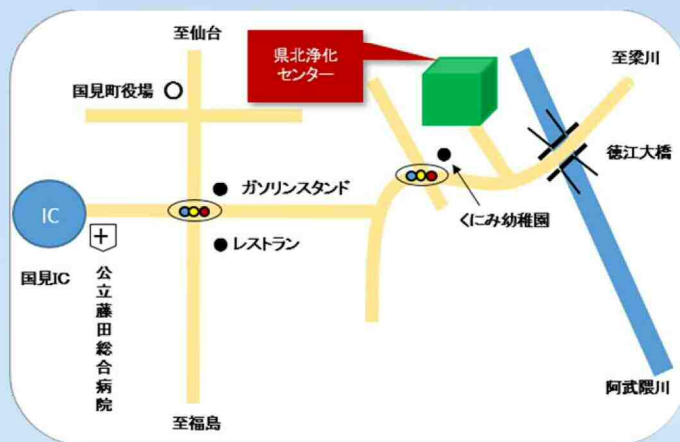 至仙台
県北浄化
センター
至梁川
国見町役場
徳江大橋
ガソリンスタンド
IC
くにみ幼稚園
レストラン
国見IC
公立藤田総合病院
阿武隈川
至福島